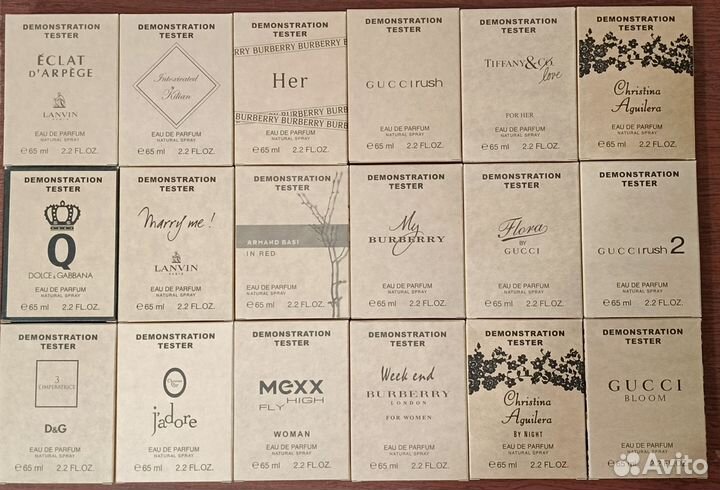 DEMONSTRATION
TESTER
ÉCLAT
D'ARPÈGE
LANVIN
PARIS
EAU DE PARFUM
NATURAL SPRAY
℮65 ml 2.2 FL.OZ.
DEMONSTRATION
TESTER
Intoxicated
Kilian
EAU DE PARFUM
NATURAL SPRAY
℮65 ml 2.2 FL.OZ.
DEMONSTRATION
TESTER
RRY BURBERRY BURBERRY BURBE
Her
BURBERRY BURBERRY BURBERRY
EAU DE PARFUM
NATURAL SPRAY
℮65 ml 2.2 FL.OZ.
DEMONSTRATION
TESTER
GUCCI rush
EAU DE PARFUM
NATURAL SPRAY
℮65 ml 2.2 FL.OZ.
DEMONSTRATION
TESTER
TIFFANY & CO.
love
FOR HER
EAU DE PARFUM
NATURAL SPRAY
℮65 ml 2.2 FL.OZ.
DEMONSTRATION
TESTER
Christina
Aguilera
EAU DE PARFUM
NATURAL SPRAY
℮65 ml 2.2 FL.OZ.
DEMONSTRATION
TESTER
Q
DOLCE & GABBANA
EAU DE PARFUM
NATURAL SPRAY
℮65 ml 2.2 FL.OZ.
DEMONSTRATION
TESTER
Marry me!
LANVIN
PARIS
EAU DE PARFUM
NATURAL SPRAY
℮65 ml 2.2 FL.OZ.
DEMONSTRATION
TESTER
ARMAND BASI
IN RED
EAU DE PARFUM
NATURAL SPRAY
℮65 ml 2.2 FL.OZ.
DEMONSTRATION
TESTER
My
BURBERRY
EAU DE PARFUM
NATURAL SPRAY
℮65 ml 2.2 FL.OZ.
DEMONSTRATION
TESTER
Flora
BY
GUCCI
EAU DE PARFUM
NATURAL SPRAY
℮65 ml 2.2 FL.OZ.
DEMONSTRATION
TESTER
GUCCI rush 2
EAU DE PARFUM
NATURAL SPRAY
℮65 ml 2.2 FL.OZ.
DEMONSTRATION
TESTER
3
L'IMPERATRICE
D&G
EAU DE PARFUM
NATURAL SPRAY
℮65 ml 2.2 FL.OZ.
DEMONSTRATION
TESTER
Christian Dior
j'adore
EAU DE PARFUM
NATURAL SPRAY
℮65 ml 2.2 FL.OZ.
DEMONSTRATION
TESTER
MEXX
FLY HIGH
WOMAN
EAU DE PARFUM
NATURAL SPRAY
℮65 ml 2.2 FL.OZ.
DEMONSTRATION
TESTER
Week end
BURBERRY
LONDON
FOR WOMEN
EAU DE PARFUM
NATURAL SPRAY
℮65 ml 2.2 FL.OZ.
DEMONSTRATION
TESTER
Christina
Aguilera
BY NIGHT
EAU DE PARFUM
NATURAL SPRAY
℮65 ml 2.2 FL.OZ.
DEMONSTRATION
TESTER
GUCCI
BLOOM
EAU DE PARFUM
NATURAL SPRAY
℮65 ml 2.2 FL.OZ.
Avito